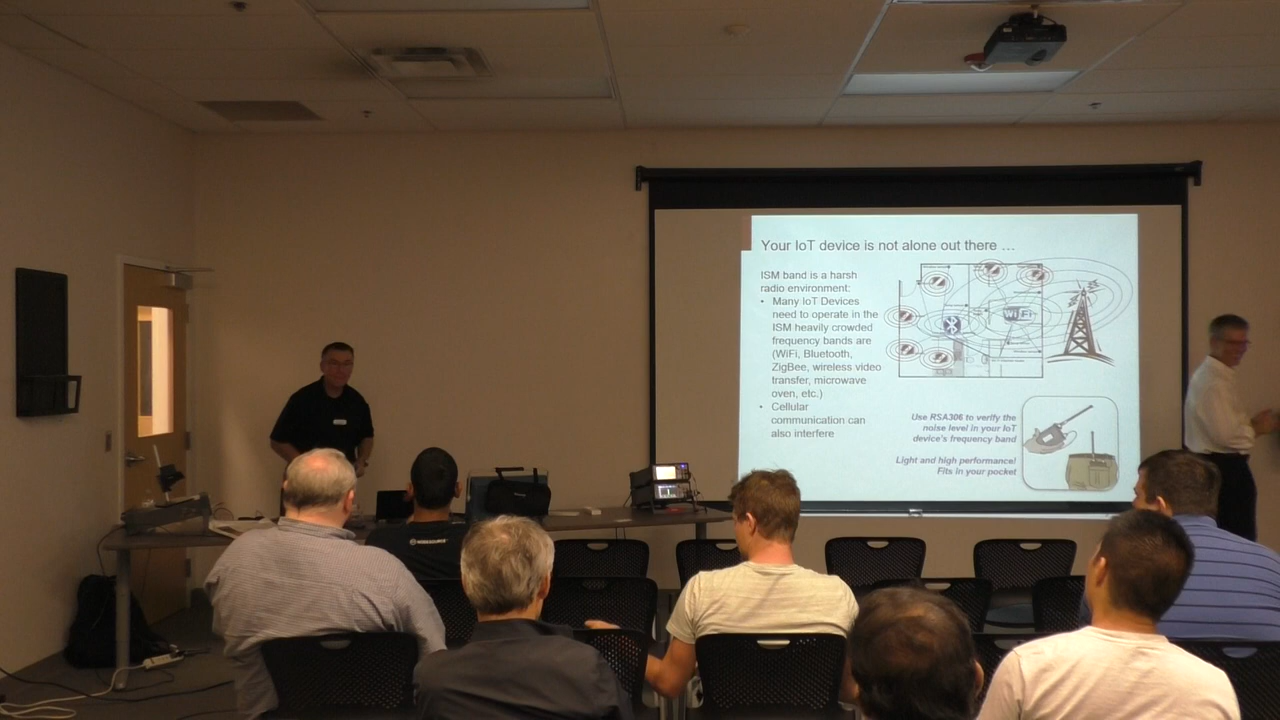 Your IoT device is not alone out there ...
ISM band is a harsh
radio environment:
• Many IoT Devices
need to operate in the
ISM heavily crowded
frequency bands are
(WiFi, Bluetooth,
ZigBee, wireless video
transfer, microwave
oven, etc.)
• Cellular
communication can
also interfere
WiFi
Use RSA306 to verify the
noise level in your IoT
device's frequency band
Light and high performance!
Fits in your pocket